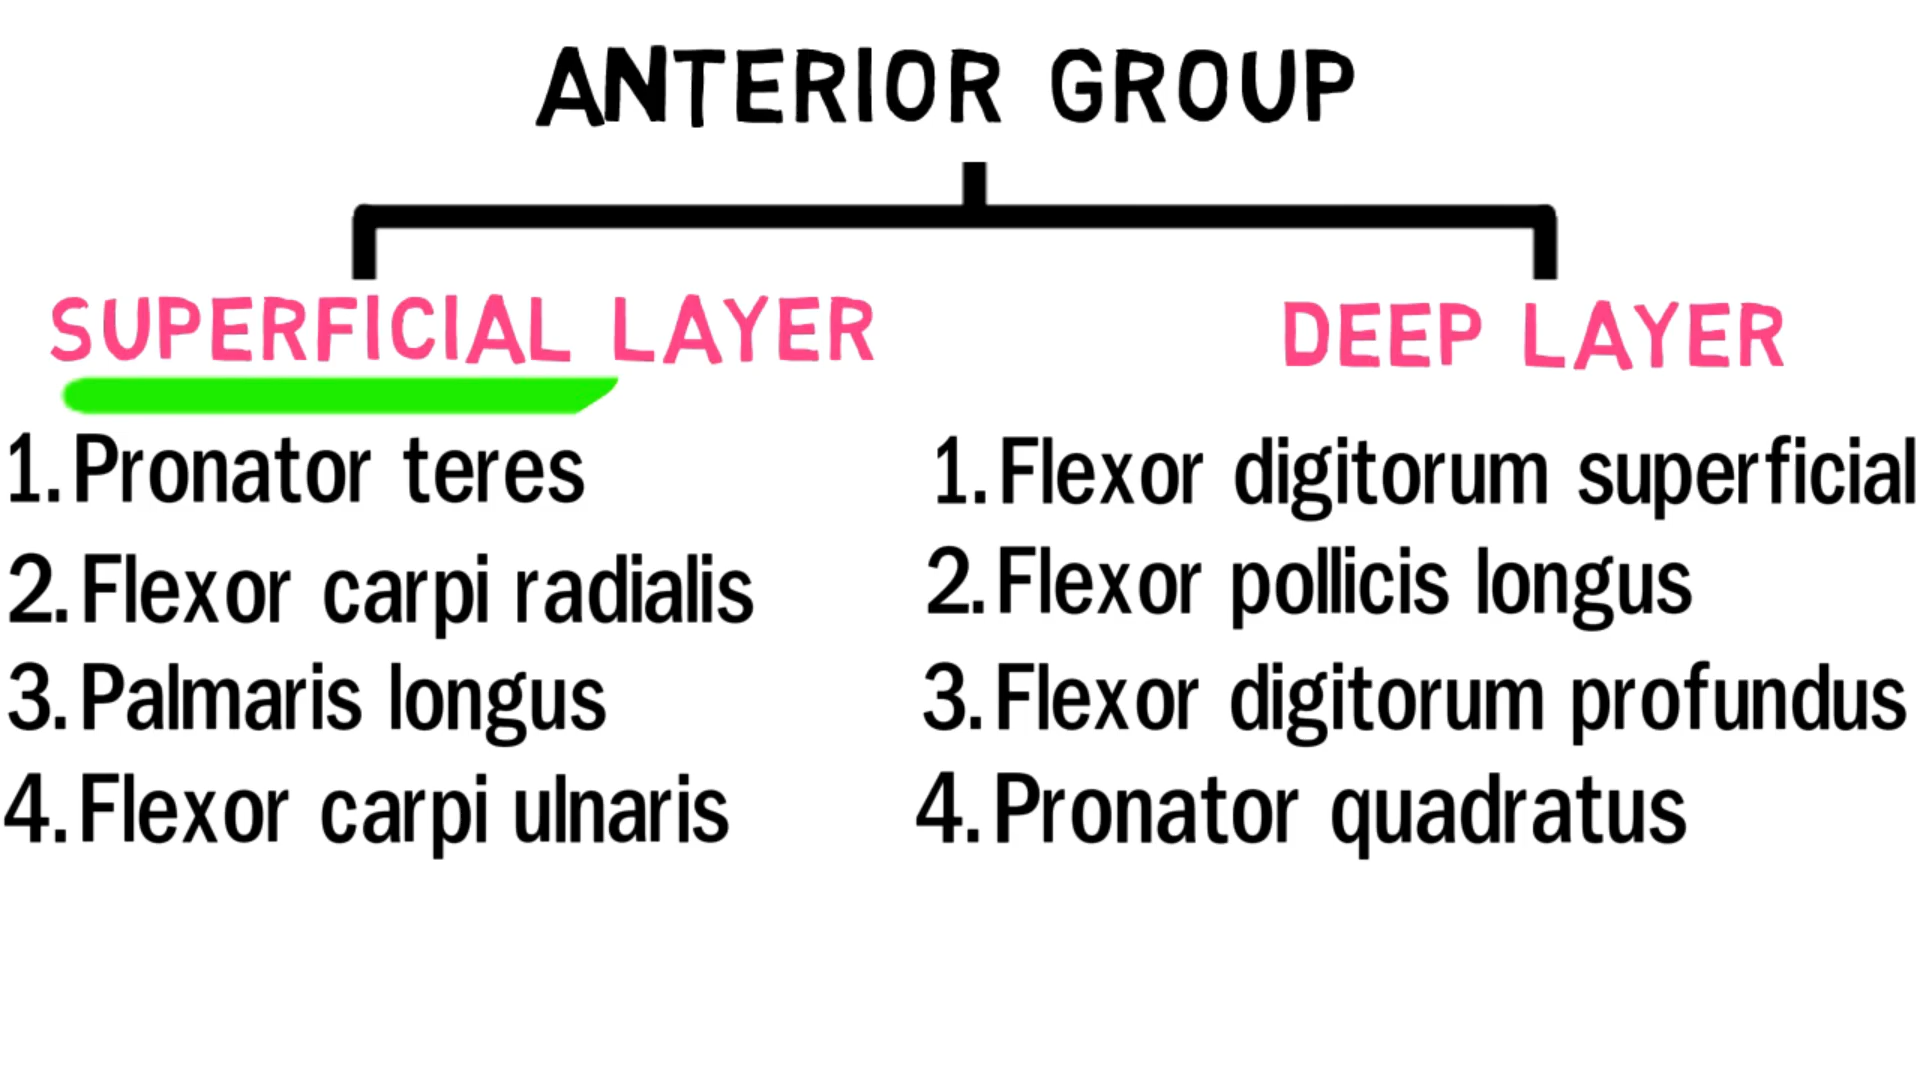 ANTERIOR GROUP
SUPERFICIAL LAYER
1. Pronator teres
2. Flexor carpi radialis
3. Palmaris longus
4. Flexor carpi ulnaris
DEEP LAYER
1. Flexor digitorum superficial
2. Flexor pollicis longus
3. Flexor digitorum profundus
4. Pronator quadratus